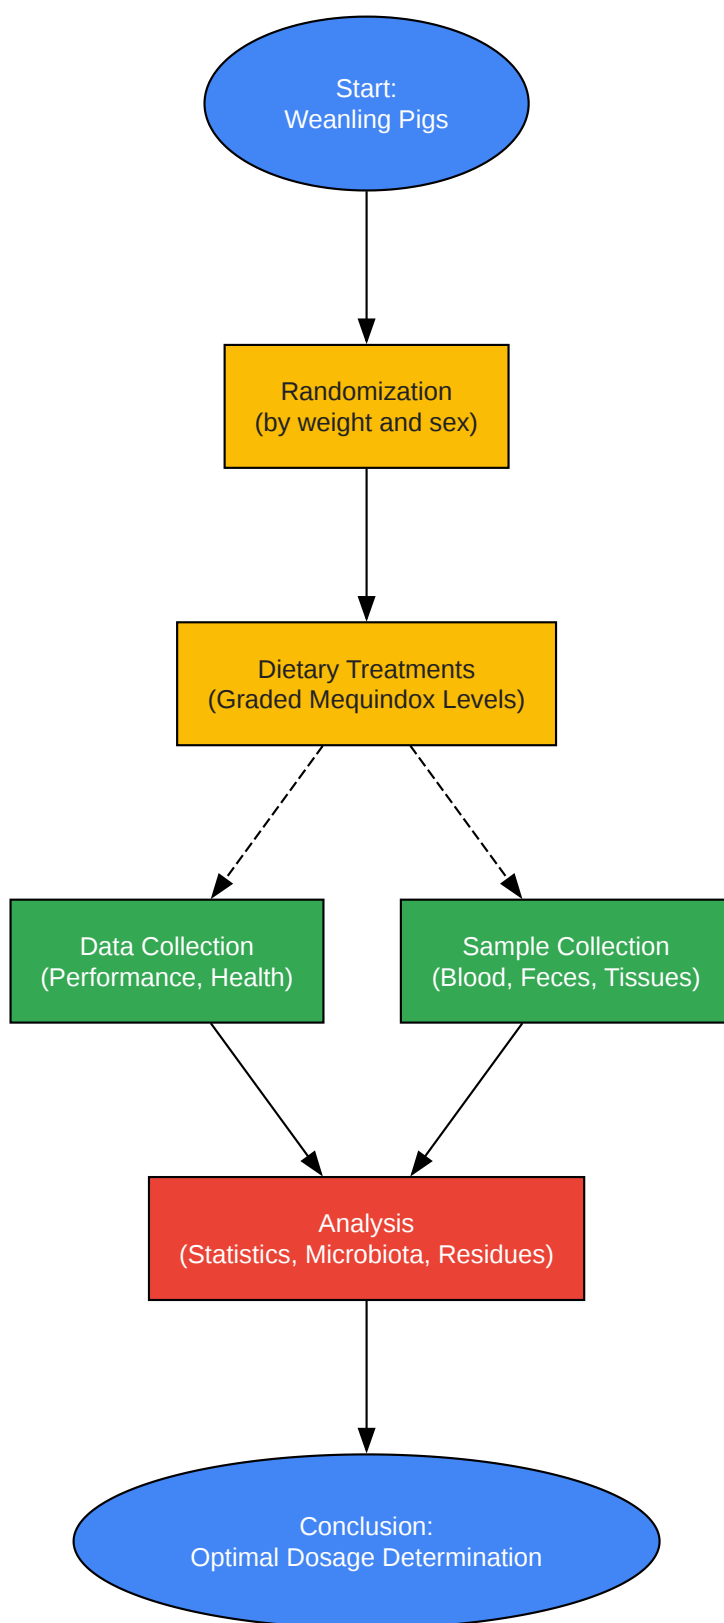 Start:
Weanling Pigs
Randomization
(by weight and sex)
Dietary Treatments
(Graded Mequindox Levels)
Data Collection
(Performance, Health)
Sample Collection
(Blood, Feces, Tissues)
Analysis
(Statistics, Microbiota, Residues)
Conclusion:
Optimal Dosage Determination